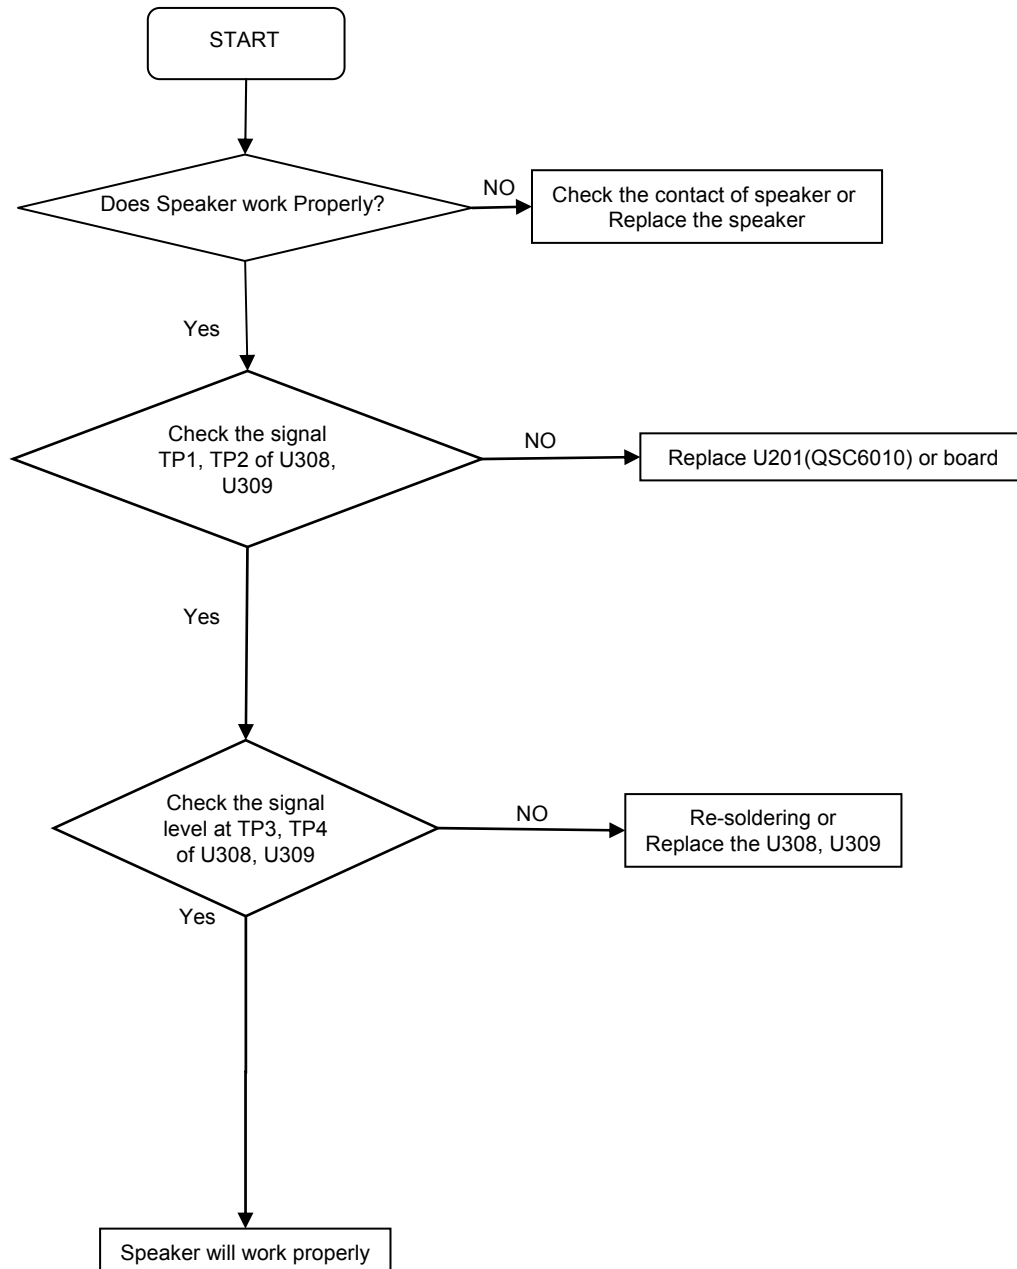 START
Does Speaker work Properly?
NO
Check the contact of speaker or
Replace the speaker
Yes
Check the signal
TP1, TP2 of U308,
U309
NO
Replace U201(QSC6010) or board
Yes
Check the signal
level at TP3, TP4
of U308, U309
NO
Re-soldering or
Replace the U308, U309
Yes
Speaker will work properly